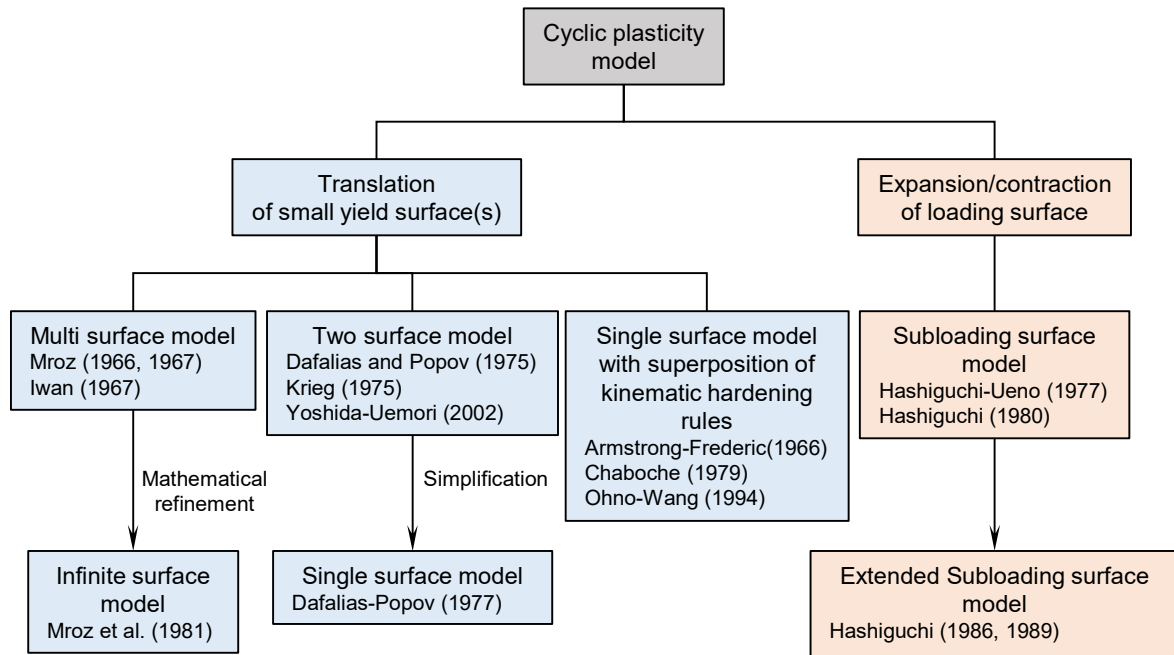 Cyclic plasticity
model
Translation
of small yield surface(s)
Expansion/contraction
of loading surface
Multi surface model
Mroz (1966, 1967)
Iwan (1967)
Two surface model
Dafalias and Popov (1975)
Krieg (1975)
Yoshida-Uemori (2002)
Single surface model
with superposition of
kinematic hardening
rules
Armstrong-Frederic(1966)
Chaboche (1979)
Ohno-Wang (1994)
Subloading surface
model
Hashiguchi-Ueno (1977)
Hashiguchi (1980)
Mathematical
refinement
Simplification
Infinite surface
model
Mroz et al. (1981)
Single surface model
Dafalias-Popov (1977)
Extended Subloading surface
model
Hashiguchi (1986, 1989)